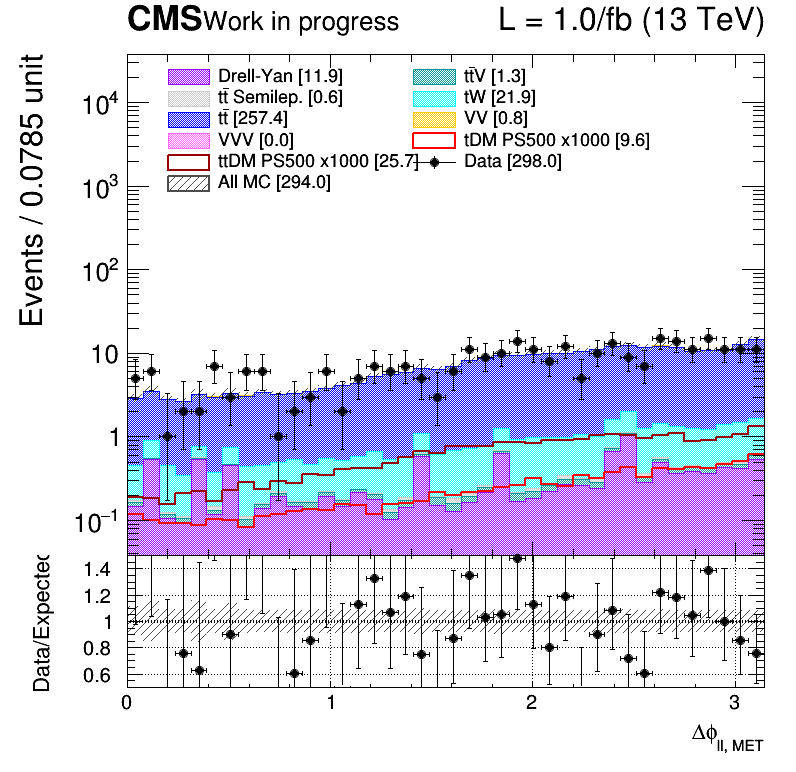 CMS Work in progress L = 1.0/fb (13 TeV)
Events / 0.0785 unit
Drell-Yan [11.9] tt̄V [1.3]
tt̄ Semilep. [0.6] tW [21.9]
tt̄ [257.4] VV [0.8]
VVV [0.0] tDM PS500 x1000 [9.6]
ttDM PS500 x1000 [25.7] Data [298.0]
All MC [294.0]
10⁴
10³
10²
10
1
10⁻¹
Data/Expected
1.4
1.2
1
0.8
0.6
0 1 2 3
Δϕ_ll, MET